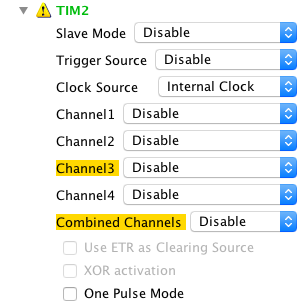 TIM2
Slave Mode Disable
Trigger Source Disable
Clock Source Internal Clock
Channel1 Disable
Channel2 Disable
Channel3 Disable
Channel4 Disable
Combined Channels Disable
Use ETR as Clearing Source
XOR activation
One Pulse Mode